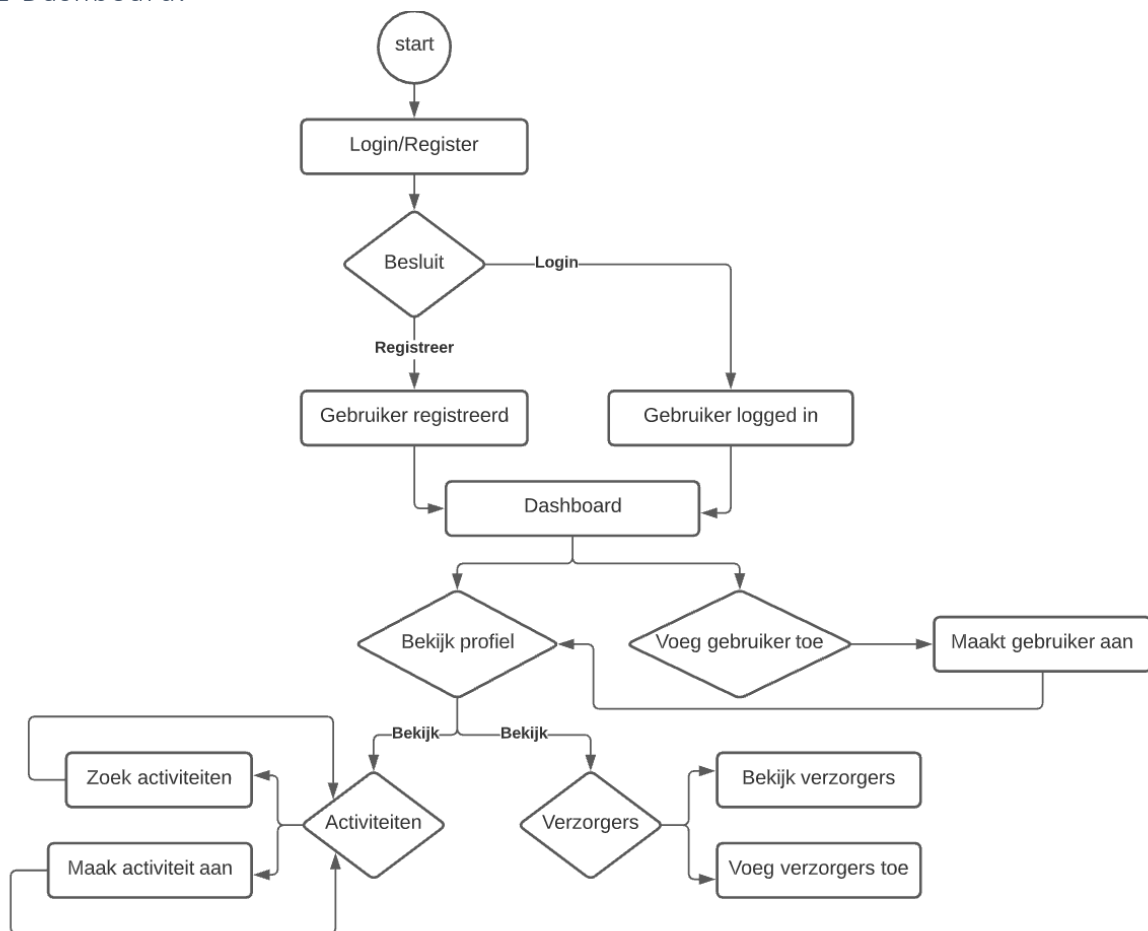 Dashboard.
start
Login/Register
Besluit
Login
Registreer
Gebruiker registreerd
Gebruiker logged in
Dashboard
Bekijk profiel
Voeg gebruiker toe
Maakt gebruiker aan
Bekijk
Bekijk
Zoek activiteiten
Bekijk verzorgers
Activiteiten
Verzorgers
Maak activiteit aan
Voeg verzorgers toe